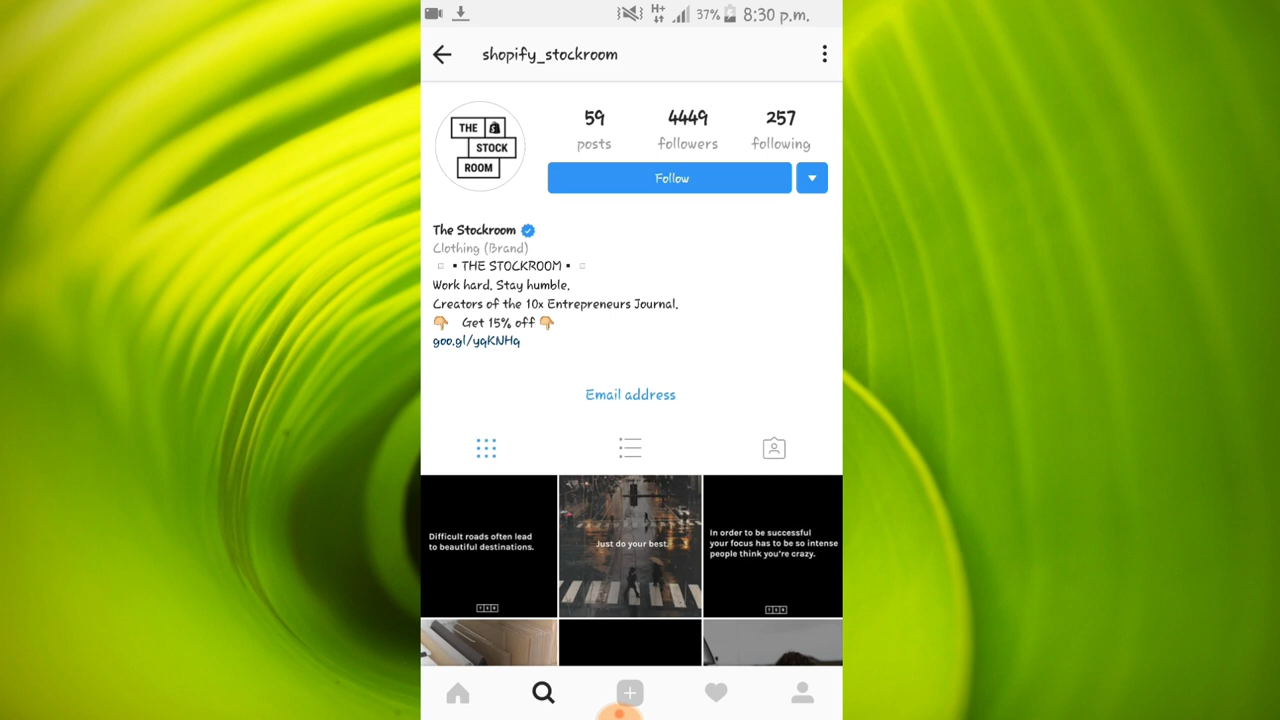 H+ 37% 8:30 p.m.
shopify_stockroom
THE
STOCK
ROOM
59 4449 257
posts followers following
Follow
The Stockroom
Clothing (Brand)
▫️▪️THE STOCKROOM▪️▫️
Work hard. Stay humble.
Creators of the 10x Entrepreneurs Journal.
👇🏼 Get 15% off 👇🏼
goo.gl/yqKNHq
Email address
Difficult roads often lead
to beautiful destinations.
TSR
Just do your best.
In order to be successful
your focus has to be so intense
people think you're crazy.
TSR